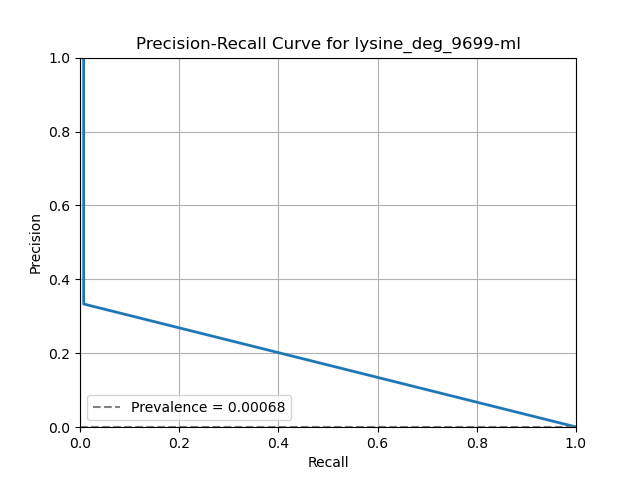 Precision-Recall Curve for lysine_deg_9699-ml
1.0
0.8
0.6
0.4
0.2
0.0
Precision
Prevalence = 0.00068
0.0 0.2 0.4 0.6 0.8 1.0
Recall